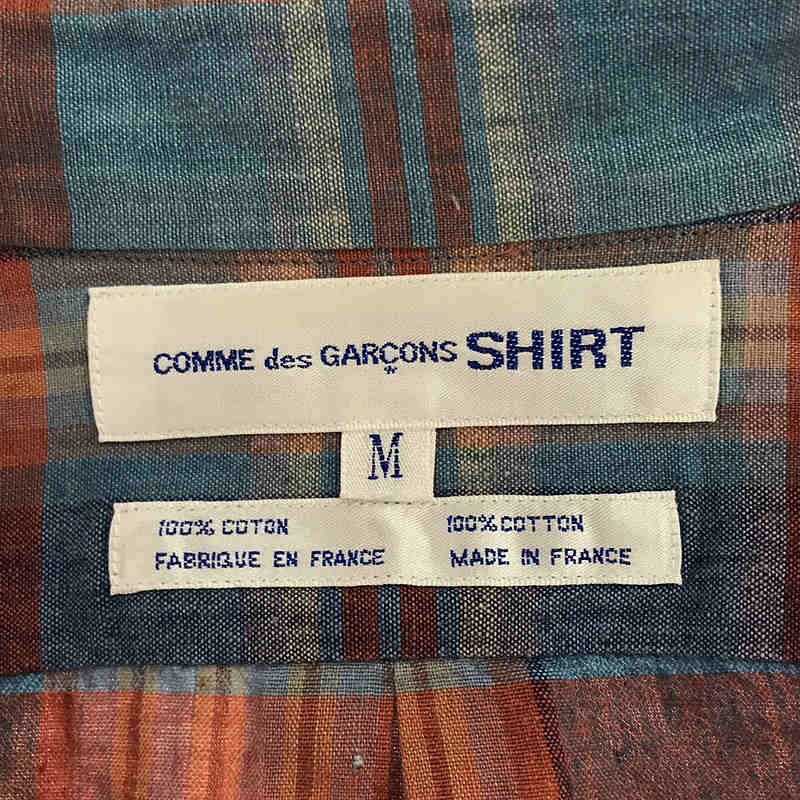 COMME des GARÇONS SHIRT
M
100% COTON 100% COTTON
FABRIQUE EN FRANCE MADE IN FRANCE